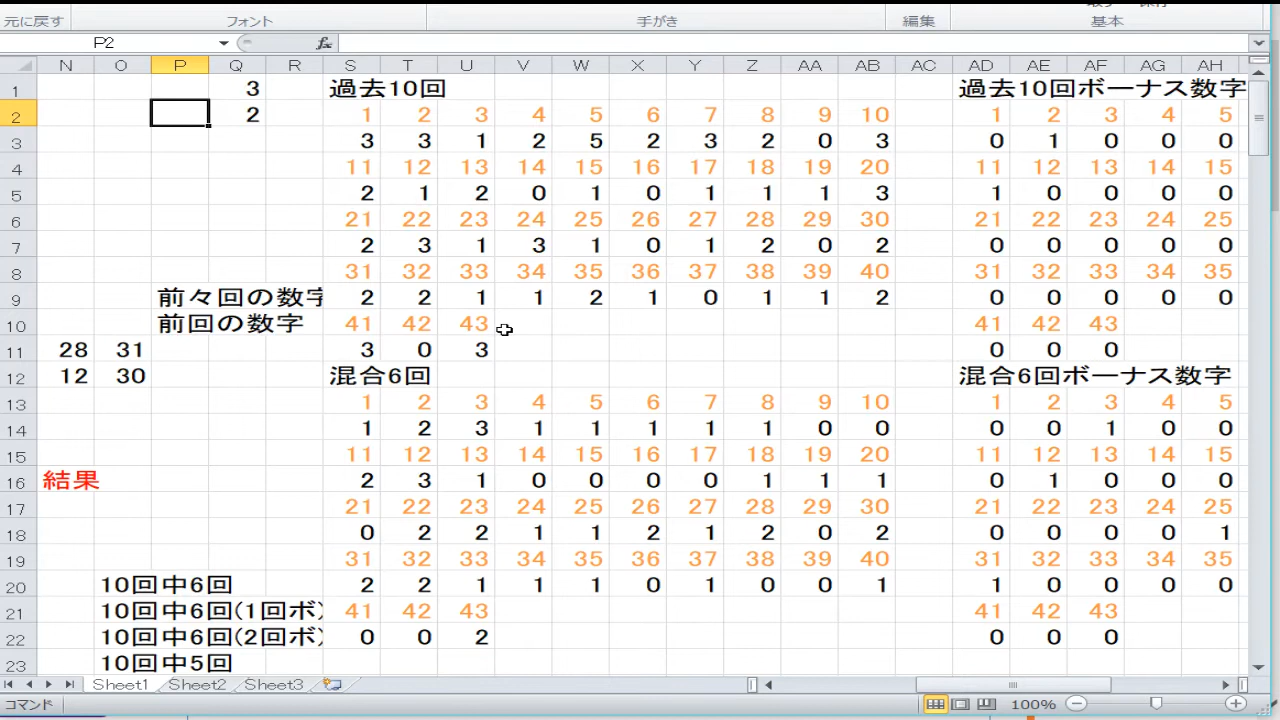 元に戻す フォント 手がき 編集 基本
P2 fx
N O P Q R S T U V W X Y Z AA AB AC AD AE AF AG AH
1 3 過去10回 過去10回ボーナス数字
2 2 1 2 3 4 5 6 7 8 9 10 1 2 3 4 5
3 3 3 1 2 5 2 3 2 0 3 0 1 0 0 0
4 11 12 13 14 15 16 17 18 19 20 11 12 13 14 15
5 2 1 2 0 1 0 1 1 1 3 1 0 0 0 0
6 21 22 23 24 25 26 27 28 29 30 21 22 23 24 25
7 2 3 1 3 1 0 1 2 0 2 0 0 0 0 0
8 31 32 33 34 35 36 37 38 39 40 31 32 33 34 35
9 前々回の数字 2 2 1 1 2 1 0 1 1 2 0 0 0 0 0
10 前回の数字 41 42 43 41 42 43
11 28 31 3 0 3 0 0 0
12 12 30 混合6回 混合6回ボーナス数字
13 1 2 3 4 5 6 7 8 9 10 1 2 3 4 5
14 1 2 3 1 1 1 1 1 0 0 0 0 1 0 0
15 11 12 13 14 15 16 17 18 19 20 11 12 13 14 15
16 結果 2 3 1 0 0 0 0 1 1 1 0 1 0 0 0
17 21 22 23 24 25 26 27 28 29 30 21 22 23 24 25
18 0 2 2 1 1 2 1 2 0 2 0 0 0 0 1
19 31 32 33 34 35 36 37 38 39 40 31 32 33 34 35
20 10回中6回 2 2 1 1 1 0 1 0 0 1 1 0 0 0 0
21 10回中6回(1回ボ) 41 42 43 41 42 43
22 10回中6回(2回ボ) 0 0 2 0 0 0
23 10回中5回
Sheet1 Sheet2 Sheet3
コマンド 100%